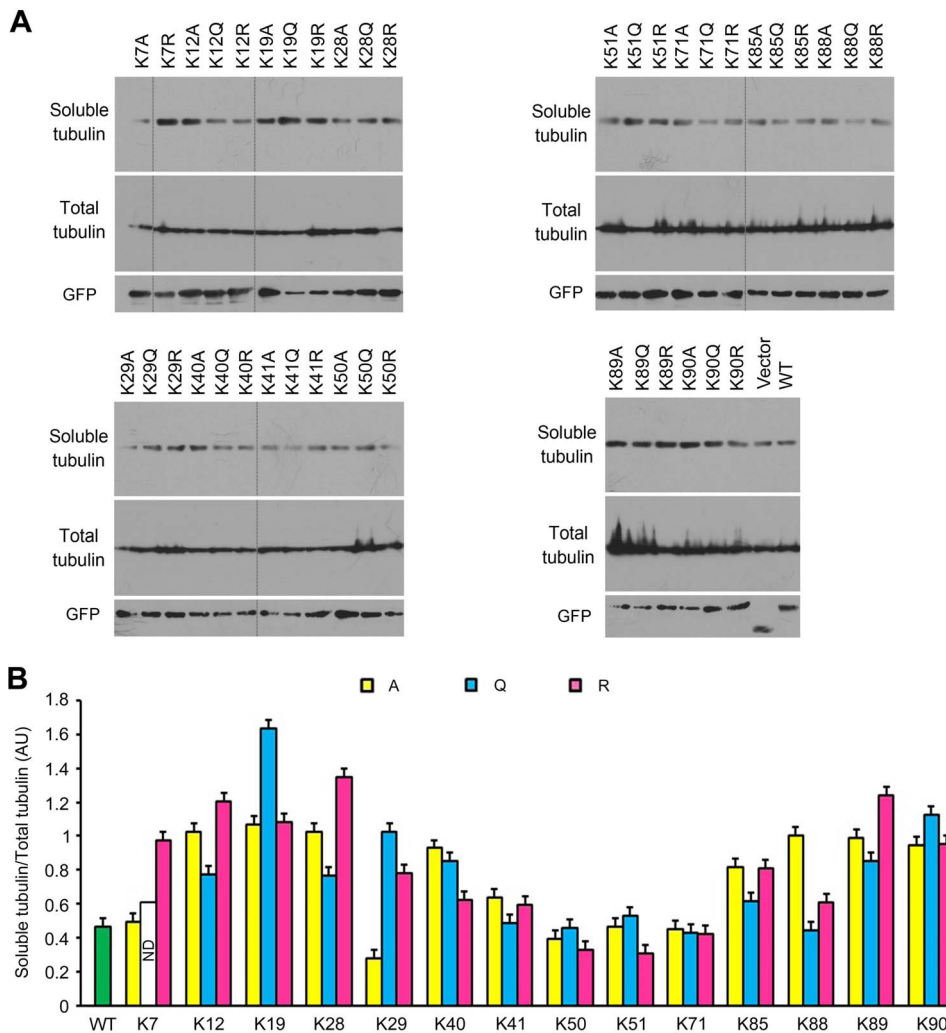 A
K7A K7R K12A K12Q K12R K19A K19Q K19R K28A K28Q K28R
Soluble
tubulin
Total
tubulin
GFP
K51A K51Q K51R K71A K71Q K71R K85A K85Q K85R K88A K88Q K88R
Soluble
tubulin
Total
tubulin
GFP
K29A K29Q K29R K40A K40Q K40R K41A K41Q K41R K50A K50Q K50R
Soluble
tubulin
Total
tubulin
GFP
K89A K89Q K89R K90A K90Q K90R Vector WT
Soluble
tubulin
Total
tubulin
GFP
B
A Q R
Soluble tubulin/Total tubulin (AU)
1.8
1.6
1.4
1.2
1
0.8
0.6
0.4
0.2
0
ND
WT K7 K12 K19 K28 K29 K40 K41 K50 K51 K71 K85 K88 K89 K90